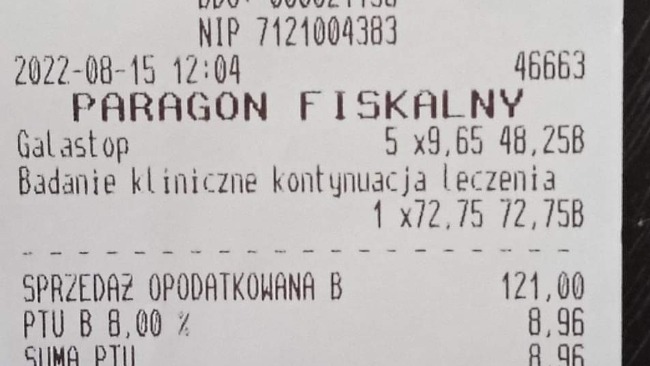 NIP 7121004383
2022-08-15 12:04 46663
PARAGON FISKALNY
Galastop 5 x9,65 48,25B
Badanie kliniczne kontynuacja leczenia
1 x72,75 72,75B
SPRZEDAŻ OPODATKOWANA B 121,00
PTU B 8,00 % 8,96
SUMA PTU 8,96